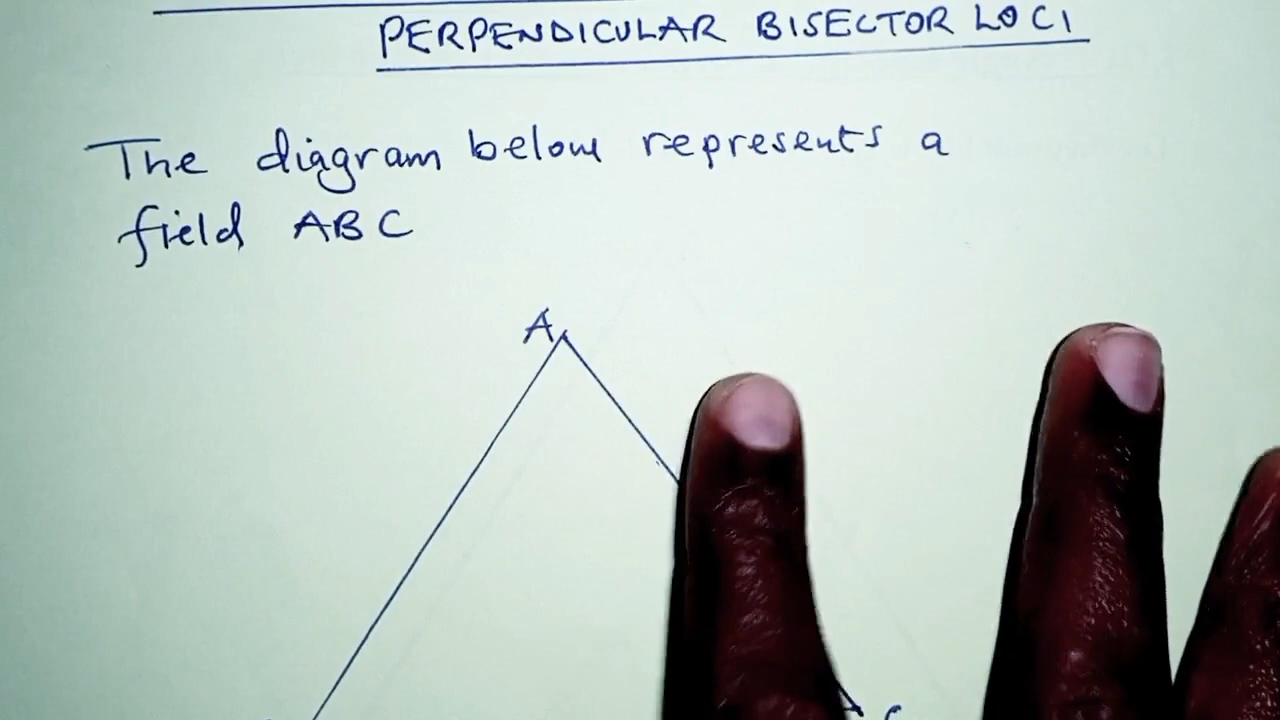 PERPENDICULAR BISECTOR LOCI
The diagram below represents a
field ABC
A
C